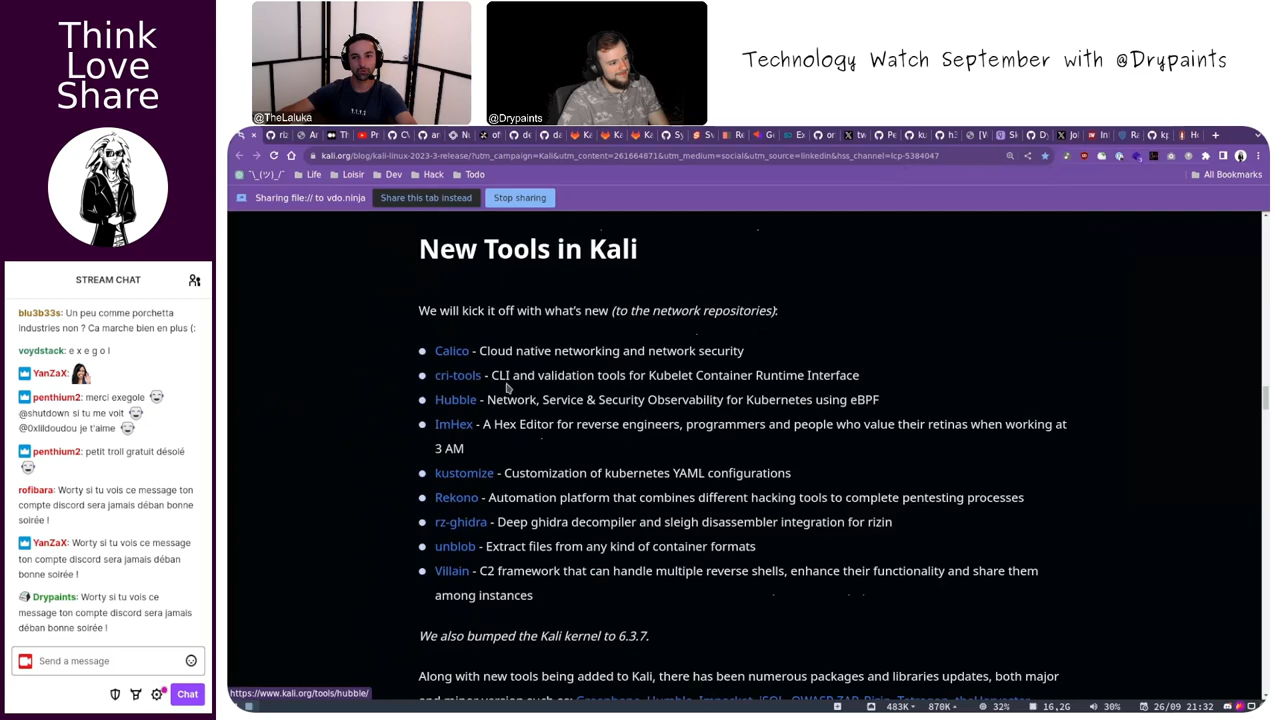 Think
Love
Share
@TheLaluka
@Drypaints
Technology Watch September with @Drypaints
kali.org/blog/kali-linux-2023-3-release/?utm_campaign=Kali&utm_content=261664871&utm_medium=social&utm_source=linkedin&hss_channel=lcp-5384047
¯\_(ツ)_/¯ Life Loisir Dev Hack Todo All Bookmarks
Sharing file:// to vdo.ninja Share this tab instead Stop sharing
STREAM CHAT
blu3b33s: Un peu comme porchetta
industries non ? Ca marche bien en plus (:
voydstack: e x e g o l
YanZaX:
penthium2: merci exegole
@shutdown si tu me voit
@0xlildoudou je t'aime
penthium2: petit troll gratuit désolé
rofibara: Worty si tu vois ce message ton
compte discord sera jamais déban bonne
soirée !
YanZaX: Worty si tu vois ce message
ton compte discord sera jamais déban
bonne soirée !
Drypaints: Worty si tu vois ce
message ton compte discord sera jamais
déban bonne soirée !
Send a message
Chat
New Tools in Kali
We will kick it off with what's new (to the network repositories):
Calico - Cloud native networking and network security
cri-tools - CLI and validation tools for Kubelet Container Runtime Interface
Hubble - Network, Service & Security Observability for Kubernetes using eBPF
ImHex - A Hex Editor for reverse engineers, programmers and people who value their retinas when working at
3 AM
kustomize - Customization of kubernetes YAML configurations
Rekono - Automation platform that combines different hacking tools to complete pentesting processes
rz-ghidra - Deep ghidra decompiler and sleigh disassembler integration for rizin
unblob - Extract files from any kind of container formats
Villain - C2 framework that can handle multiple reverse shells, enhance their functionality and share them
among instances
We also bumped the Kali kernel to 6.3.7.
Along with new tools being added to Kali, there has been numerous packages and libraries updates, both major
https://www.kali.org/tools/hubble/
483K 870K 32% 16,2G 30% 26/09 21:32